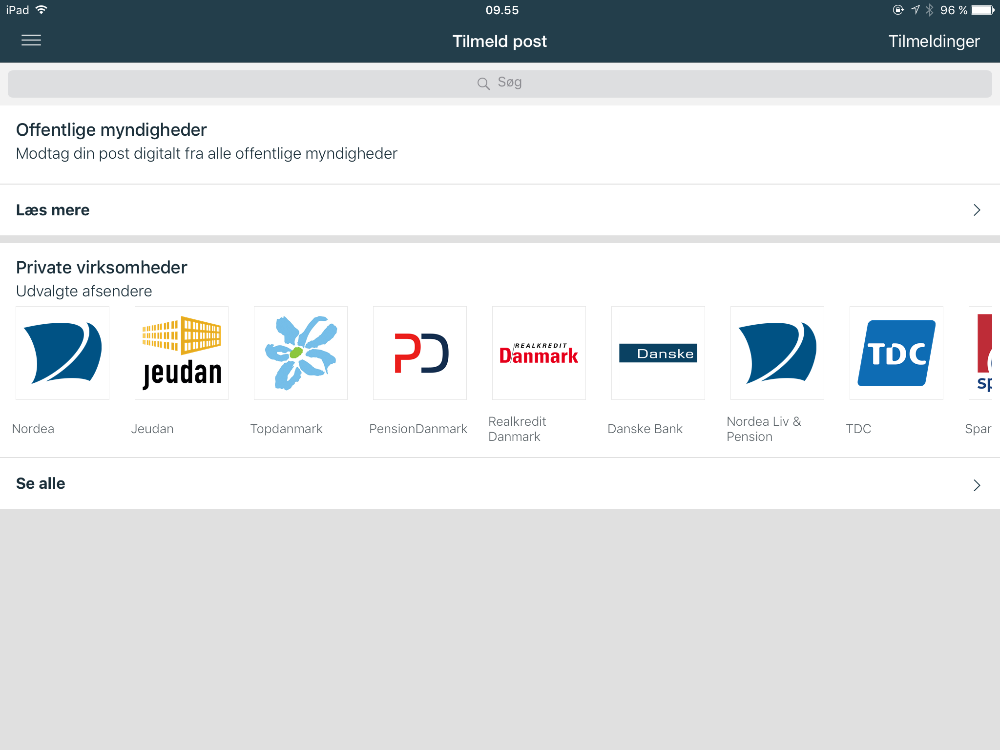 iPad
09.55
96 %
Tilmeld post
Tilmeldinger
Søg
Offentlige myndigheder
Modtag din post digitalt fra alle offentlige myndigheder
Læs mere
Private virksomheder
Udvalgte afsendere
jeudan
PD
REALKREDIT
Danmark
Danske
TDC
sp
Nordea
Jeudan
Topdanmark
PensionDanmark
Realkredit
Danmark
Danske Bank
Nordea Liv &
Pension
TDC
Spar
Se alle